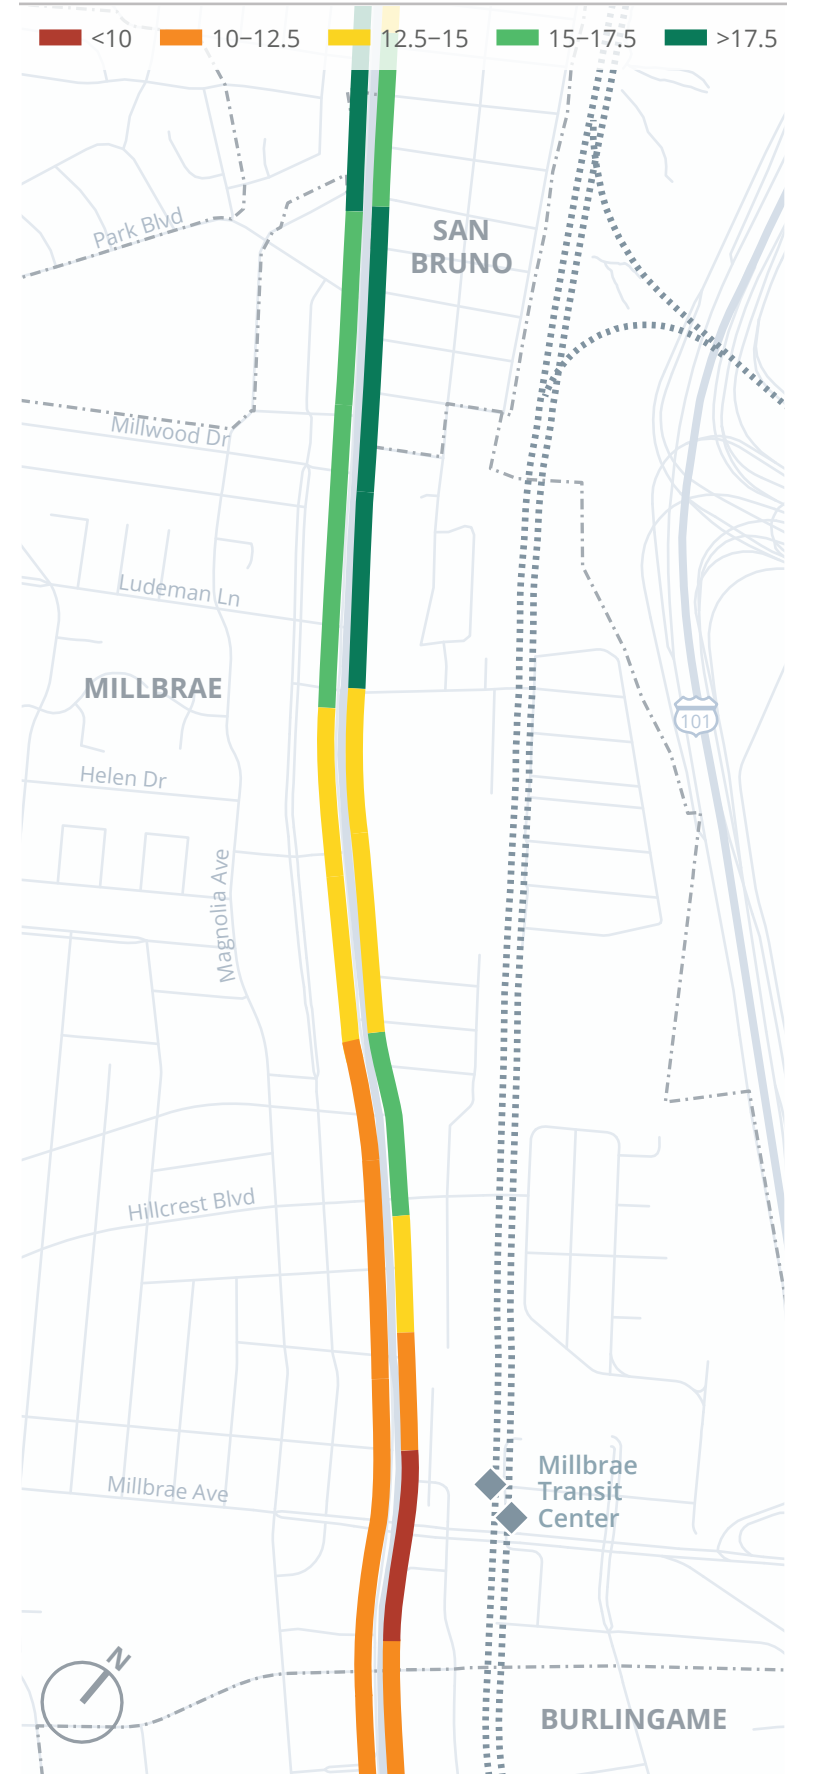 <10 10–12.5 12.5–15 15–17.5 >17.5
Park Blvd
SAN
BRUNO
Millwood Dr
Ludeman Ln
MILLBRAE
101
Helen Dr
Magnolia Ave
Hillcrest Blvd
Millbrae
Transit
Center
Millbrae Ave
N
BURLINGAME